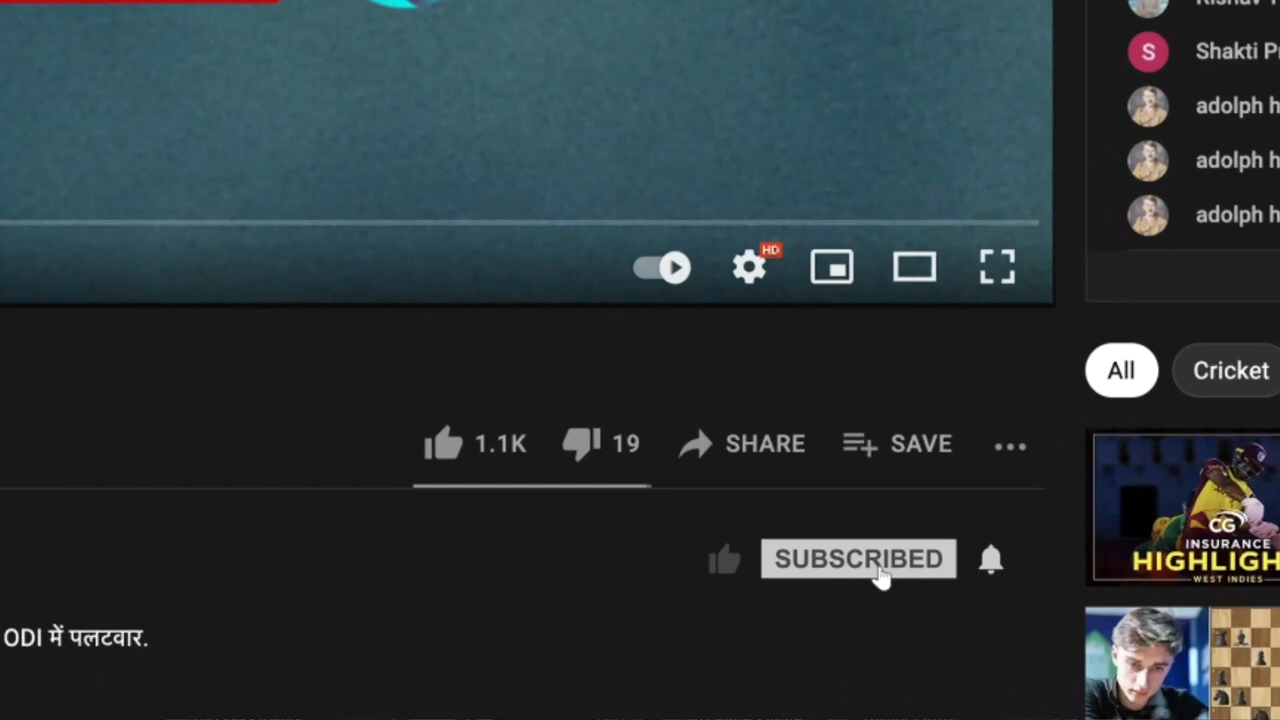 Shakti P
adolph h
adolph h
adolph h
S
HD
All
Cricket
1.1K
19
SHARE
SAVE
SUBSCRIBED
CG
INSURANCE
HIGHLIGH
WEST INDIES
ODI में पलटवार.